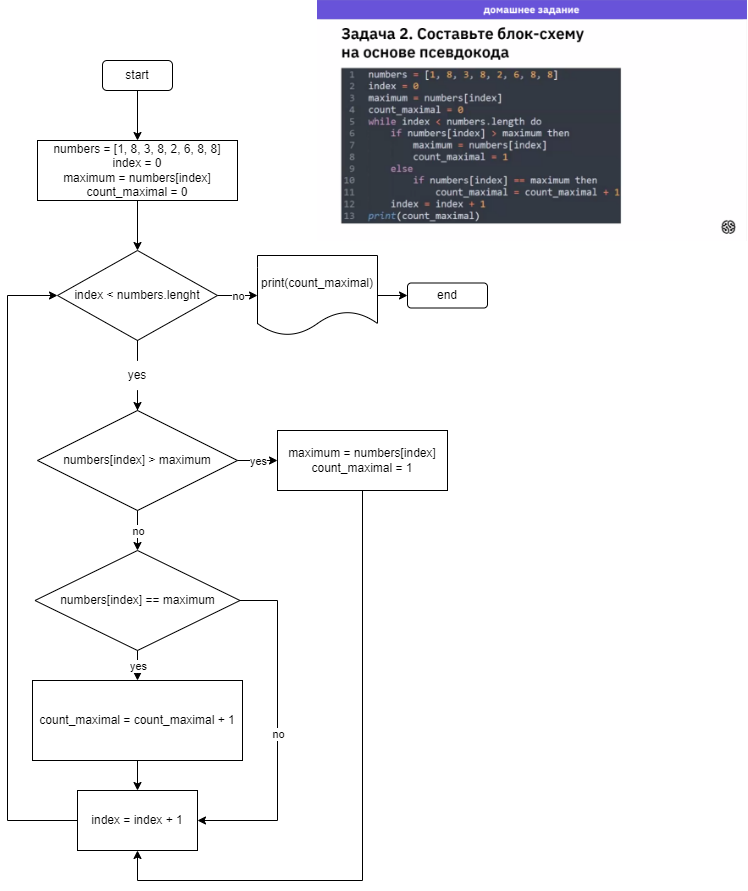 домашнее задание
Задача 2. Составьте блок-схему
на основе псевдокода
1 numbers = [1, 8, 3, 8, 2, 6, 8, 8]
2 index = 0
3 maximum = numbers[index]
4 count_maximal = 0
5 while index < numbers.length do
6 if numbers[index] > maximum then
7 maximum = numbers[index]
8 count_maximal = 1
9 else
10 if numbers[index] == maximum then
11 count_maximal = count_maximal + 1
12 index = index + 1
13 print(count_maximal)
start
numbers = [1, 8, 3, 8, 2, 6, 8, 8]
index = 0
maximum = numbers[index]
count_maximal = 0
index < numbers.lenght
no
print(count_maximal)
end
yes
numbers[index] > maximum
yes
maximum = numbers[index]
count_maximal = 1
no
numbers[index] == maximum
yes
count_maximal = count_maximal + 1
no
index = index + 1